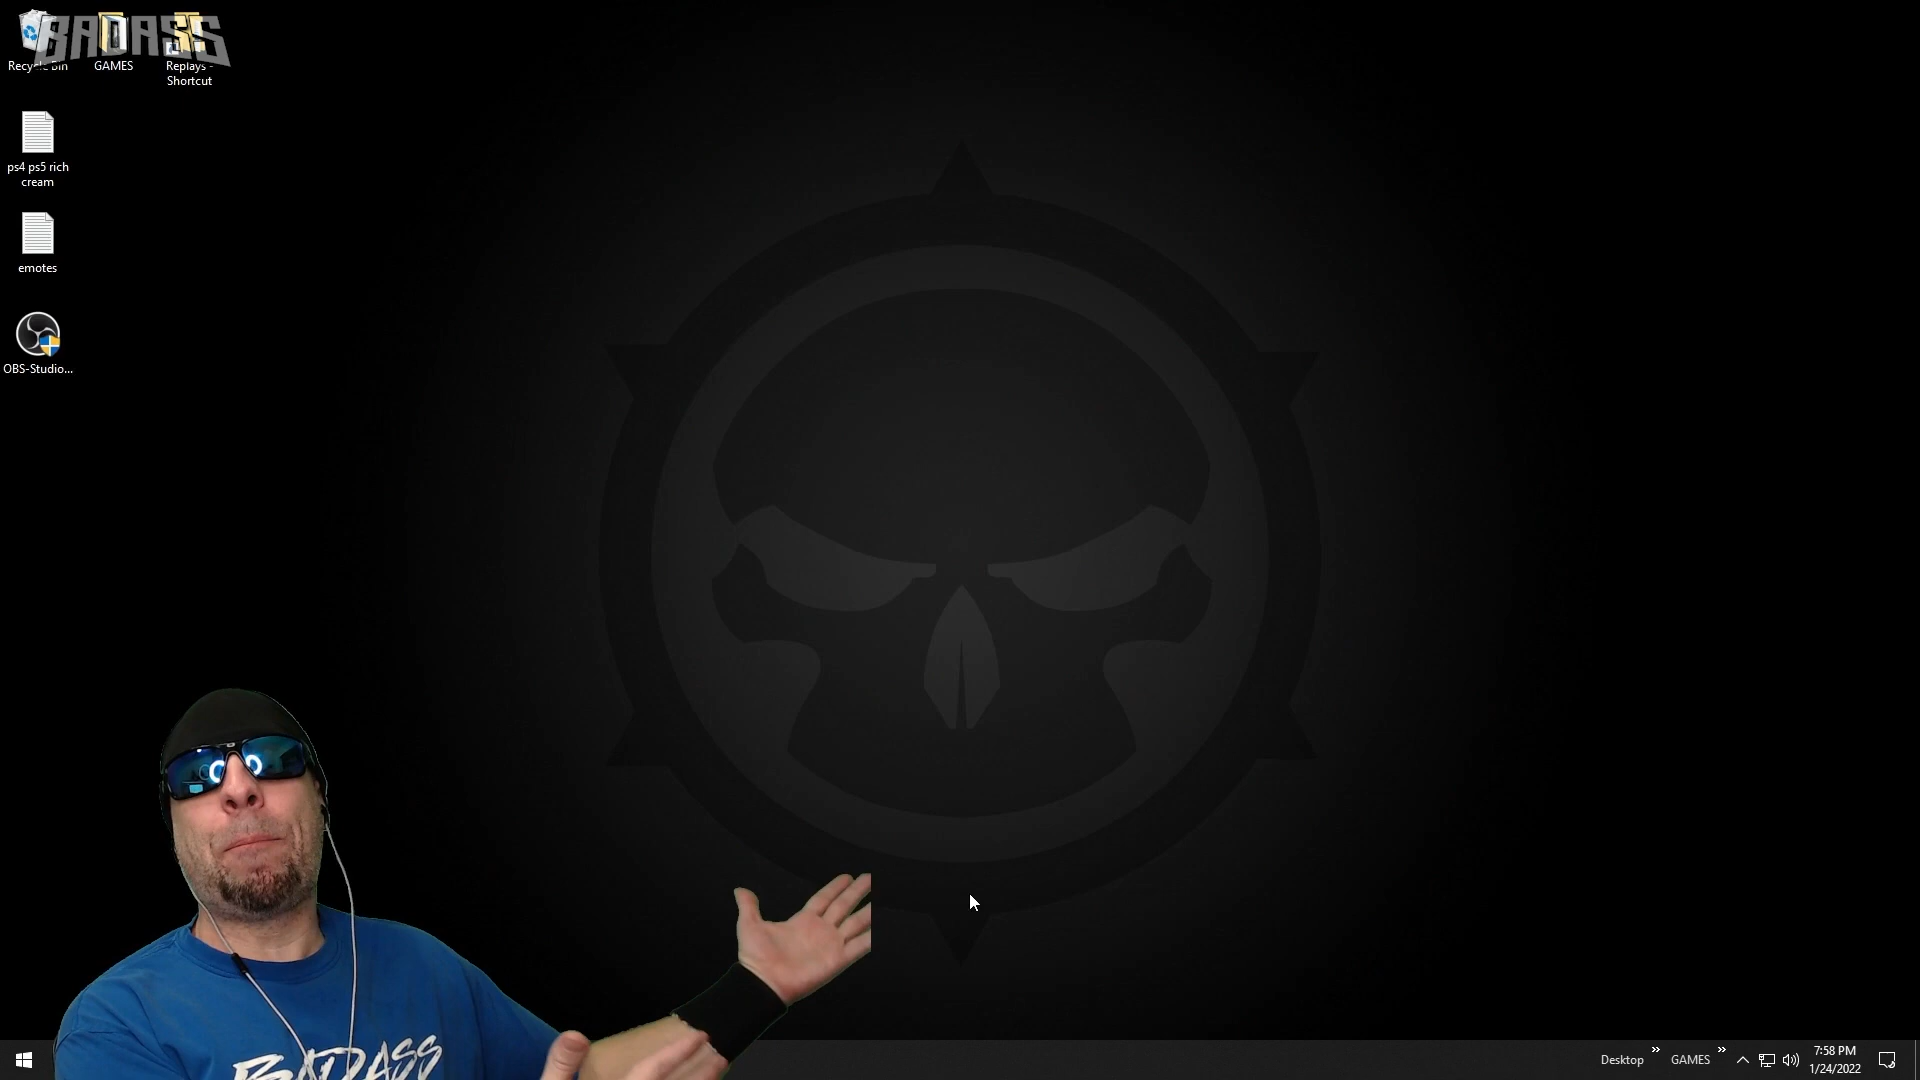 BADASS
Recycle Bin
GAMES
Replays -
Shortcut
ps4 ps5 rich
cream
emotes
OBS-Studio...
BADASS
Desktop
»
GAMES
»
7:58 PM
1/24/2022